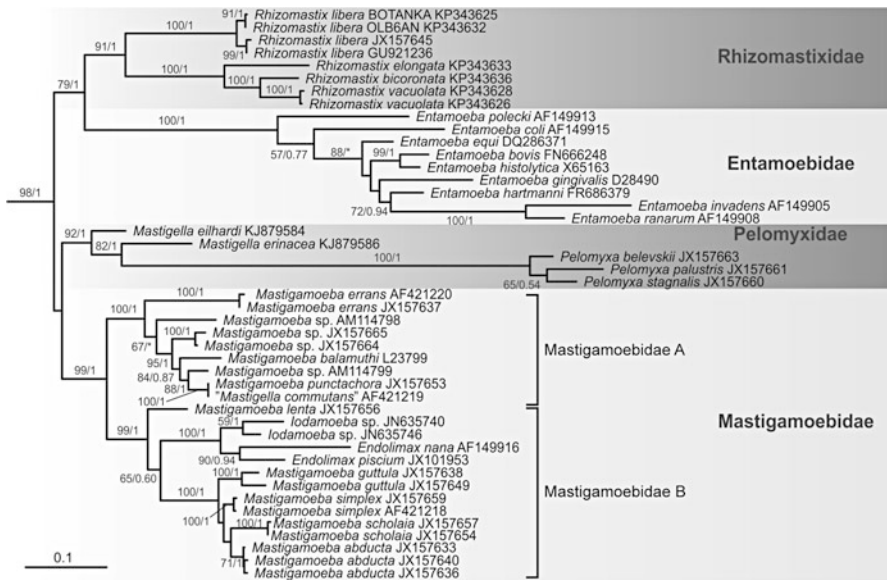 91/1
Rhizomastix libera BOTANKA KP343625
100/1
Rhizomastix libera OLB6AN KP343632
91/1
Rhizomastix libera JX157645
99/1
Rhizomastix libera GU921236
Rhizomastixidae
100/1
Rhizomastix elongata KP343633
79/1
100/1
Rhizomastix bicoronata KP343636
100/1
Rhizomastix vacuolata KP343628
Rhizomastix vacuolata KP343626
100/1
Entamoeba polecki AF149913
57/0.77
Entamoeba coli AF149915
88/*
Entamoeba equi DQ286371
99/1
Entamoeba bovis FN666248
Entamoebidae
Entamoeba histolytica X65163
Entamoeba gingivalis D28490
98/1
Entamoeba hartmanni FR686379
72/0.94
Entamoeba invadens AF149905
100/1
Entamoeba ranarum AF149908
92/1
Mastigella eilhardi KJ879584
Pelomyxidae
82/1
Mastigella erinacea KJ879586
100/1
Pelomyxa belevskii JX157663
Pelomyxa palustris JX157661
65/0.54
Pelomyxa stagnalis JX157660
100/1
Mastigamoeba errans AF421220
100/1
Mastigamoeba errans JX157637
Mastigamoeba sp. AM114798
67/*
100/1
Mastigamoeba sp. JX157665
Mastigamoeba sp. JX157664
Mastigamoebidae A
95/1
Mastigamoeba balamuthi L23799
99/1
84/0.87
Mastigamoeba sp. AM114799
88/1
Mastigamoeba punctachora JX157653
100/1
"Mastigella commutans" AF421219
Mastigamoeba lenta JX157656
Mastigamoebidae
99/1
59/1
Iodamoeba sp. JN635740
100/1
Iodamoeba sp. JN635746
Endolimax nana AF149916
90/0.94
Endolimax piscium JX101953
65/0.60
100/1
Mastigamoeba guttula JX157638
Mastigamoebidae B
100/1
Mastigamoeba guttula JX157649
Mastigamoeba simplex JX157659
100/1
Mastigamoeba simplex AF421218
100/1
Mastigamoeba scholaia JX157657
Mastigamoeba scholaia JX157654
Mastigamoeba abducta JX157633
71/1
Mastigamoeba abducta JX157640
0.1
Mastigamoeba abducta JX157636